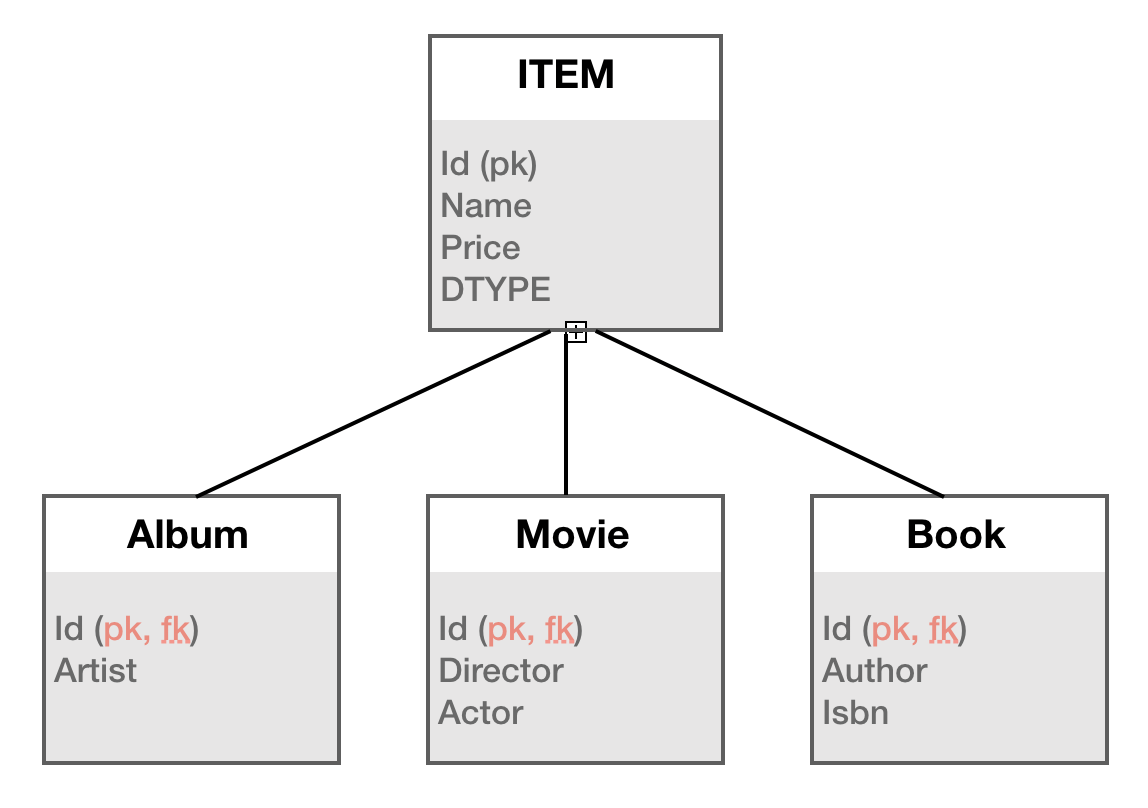 ITEM
Id (pk)
Name
Price
DTYPE
Album
Id (pk, fk)
Artist
Movie
Id (pk, fk)
Director
Actor
Book
Id (pk, fk)
Author
Isbn